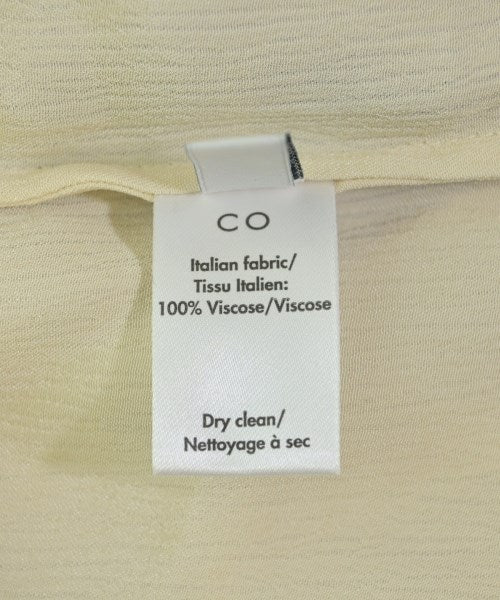 CO
Italian fabric/
Tissu Italien:
100% Viscose/Viscose
Dry clean/
Nettoyage à sec